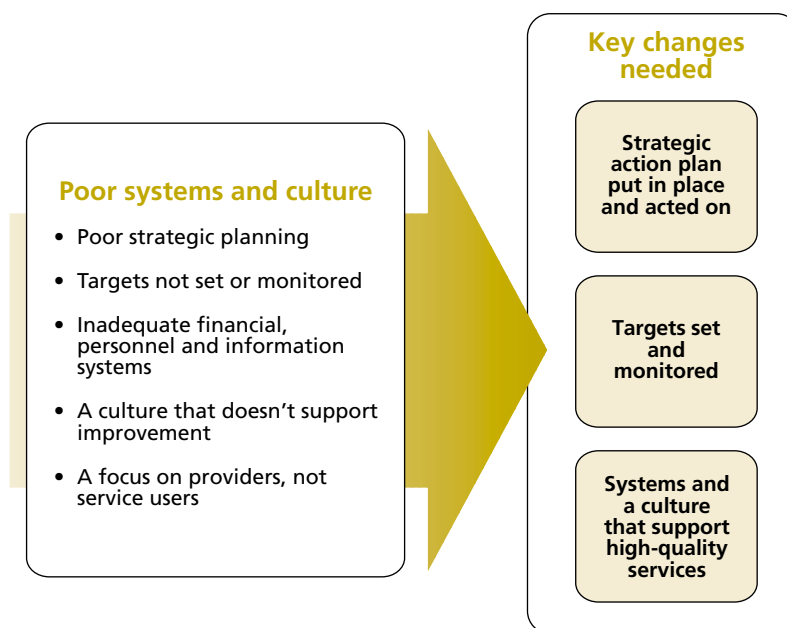 Poor systems and culture
• Poor strategic planning
• Targets not set or monitored
• Inadequate financial,
personnel and information
systems
• A culture that doesn't support
improvement
• A focus on providers, not
service users
Key changes
needed
Strategic
action plan
put in place
and acted on
Targets set
and
monitored
Systems and
a culture
that support
high-quality
services